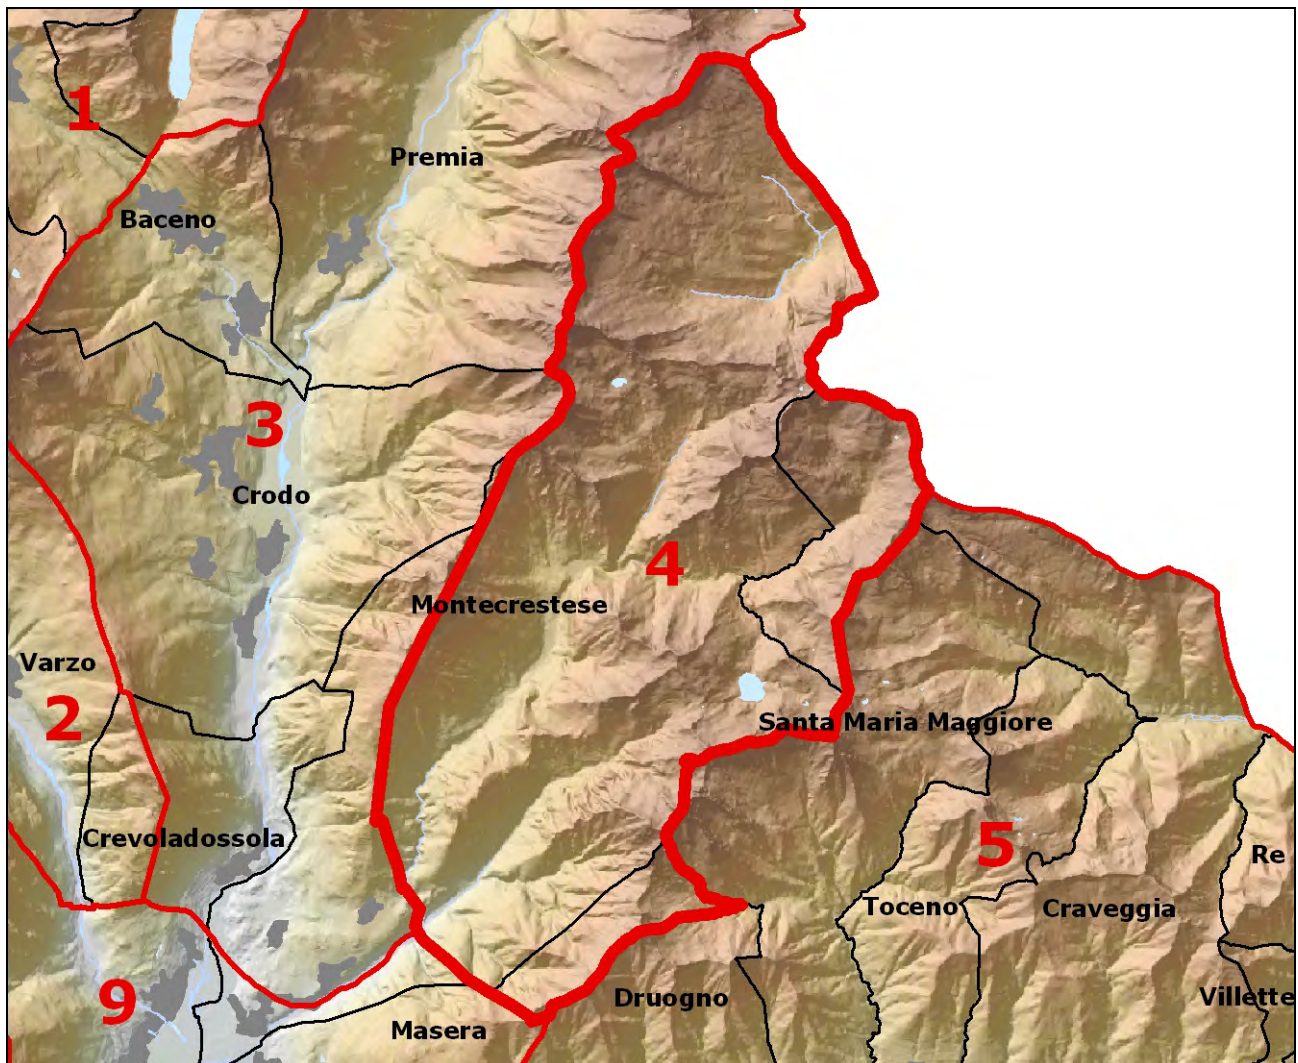 1
Premia
Baceno
3
Crodo
4
Montecrestese
Varzo
2
Santa Maria Maggiore
Crevoladossola
5
Re
Toceno
Craveggia
9
Druogno
Villette
Masera